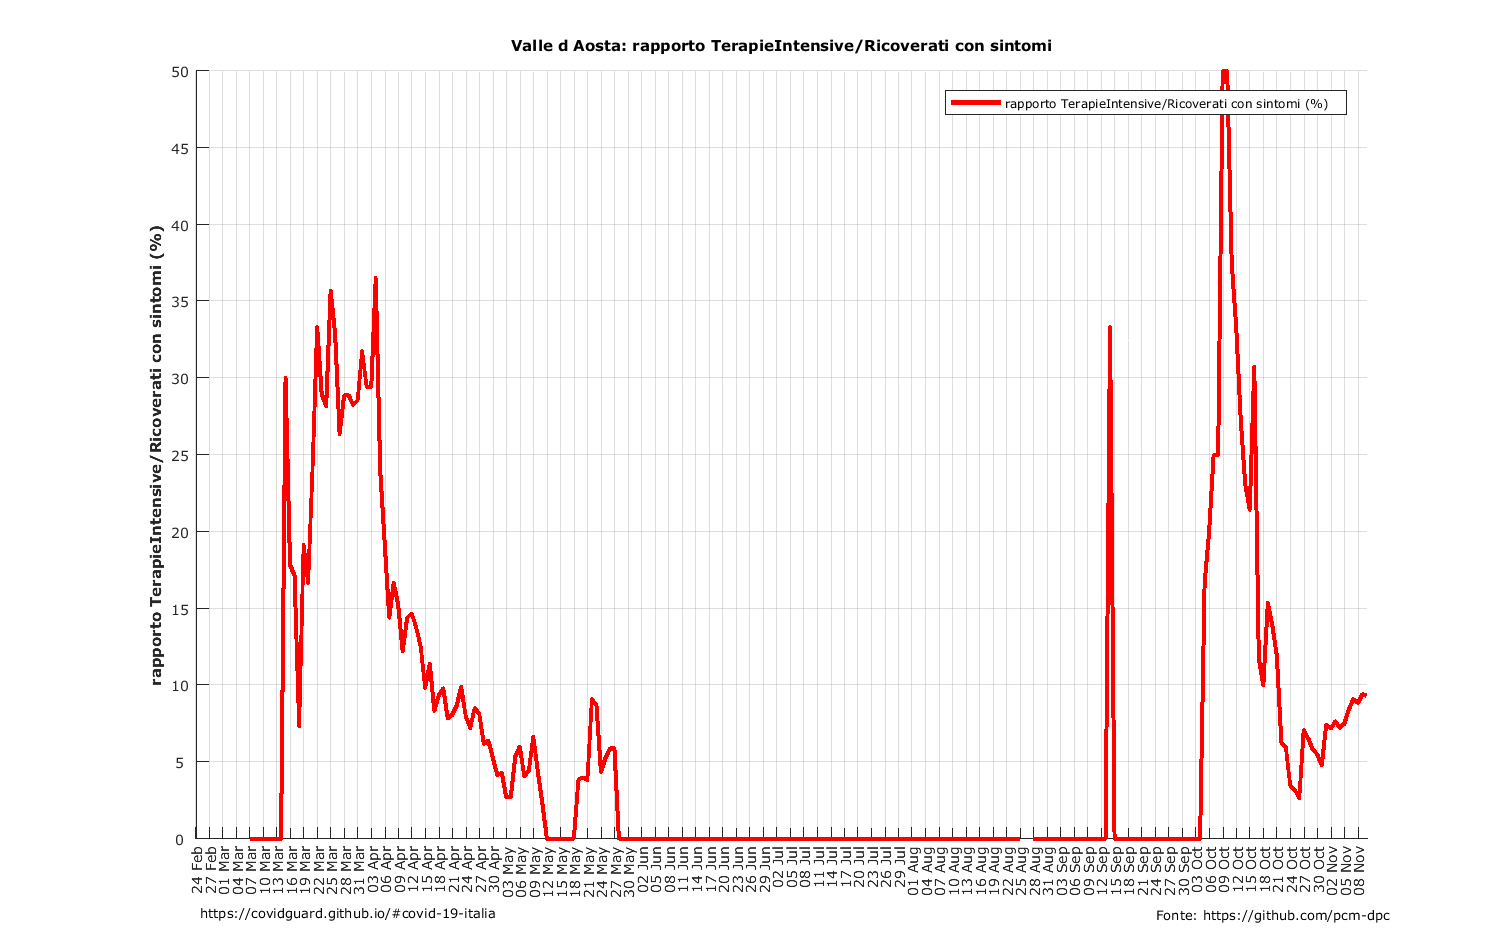 Valle d Aosta: rapporto TerapieIntensive/Ricoverati con sintomi
rapporto TerapieIntensive/Ricoverati con sintomi (%)
rapporto TerapieIntensive/Ricoverati con sintomi (%)
50
45
40
35
30
25
20
15
10
5
0
24 Feb
27 Feb
01 Mar
04 Mar
07 Mar
10 Mar
13 Mar
16 Mar
19 Mar
22 Mar
25 Mar
28 Mar
31 Mar
03 Apr
06 Apr
09 Apr
12 Apr
15 Apr
18 Apr
21 Apr
24 Apr
27 Apr
30 Apr
03 May
06 May
09 May
12 May
15 May
18 May
21 May
24 May
27 May
30 May
02 Jun
05 Jun
08 Jun
11 Jun
14 Jun
17 Jun
20 Jun
23 Jun
26 Jun
29 Jun
02 Jul
05 Jul
08 Jul
11 Jul
14 Jul
17 Jul
20 Jul
23 Jul
26 Jul
29 Jul
01 Aug
04 Aug
07 Aug
10 Aug
13 Aug
16 Aug
19 Aug
22 Aug
25 Aug
28 Aug
31 Aug
03 Sep
06 Sep
09 Sep
12 Sep
15 Sep
18 Sep
21 Sep
24 Sep
27 Sep
30 Sep
03 Oct
06 Oct
09 Oct
12 Oct
15 Oct
18 Oct
21 Oct
24 Oct
27 Oct
30 Oct
02 Nov
05 Nov
08 Nov
https://covidguard.github.io/#covid-19-italia
Fonte: https://github.com/pcm-dpc